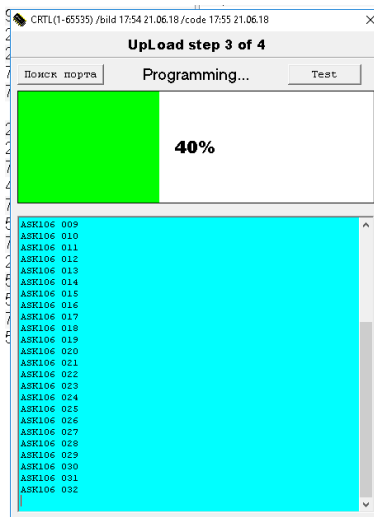 CRTL(1-65535) /bild 17:54 21.06.18 /code 17:55 21.06.18
UpLoad step 3 of 4
Поиск порта Programming... Test
40%
ASK106 009
ASK106 010
ASK106 011
ASK106 012
ASK106 013
ASK106 014
ASK106 015
ASK106 016
ASK106 017
ASK106 018
ASK106 019
ASK106 020
ASK106 021
ASK106 022
ASK106 023
ASK106 024
ASK106 025
ASK106 026
ASK106 027
ASK106 028
ASK106 029
ASK106 030
ASK106 031
ASK106 032